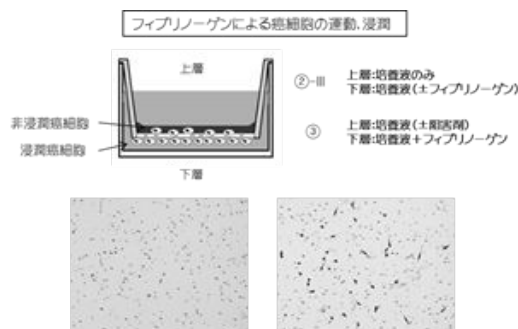 フィブリノーゲンによる癌細胞の運動、浸潤
上層
非浸潤癌細胞
浸潤癌細胞
下層
②-III
上層:培養液のみ
下層:培養液(±フィブリノーゲン)
③
上層:培養液(±阻害剤)
下層:培養液+フィブリノーゲン